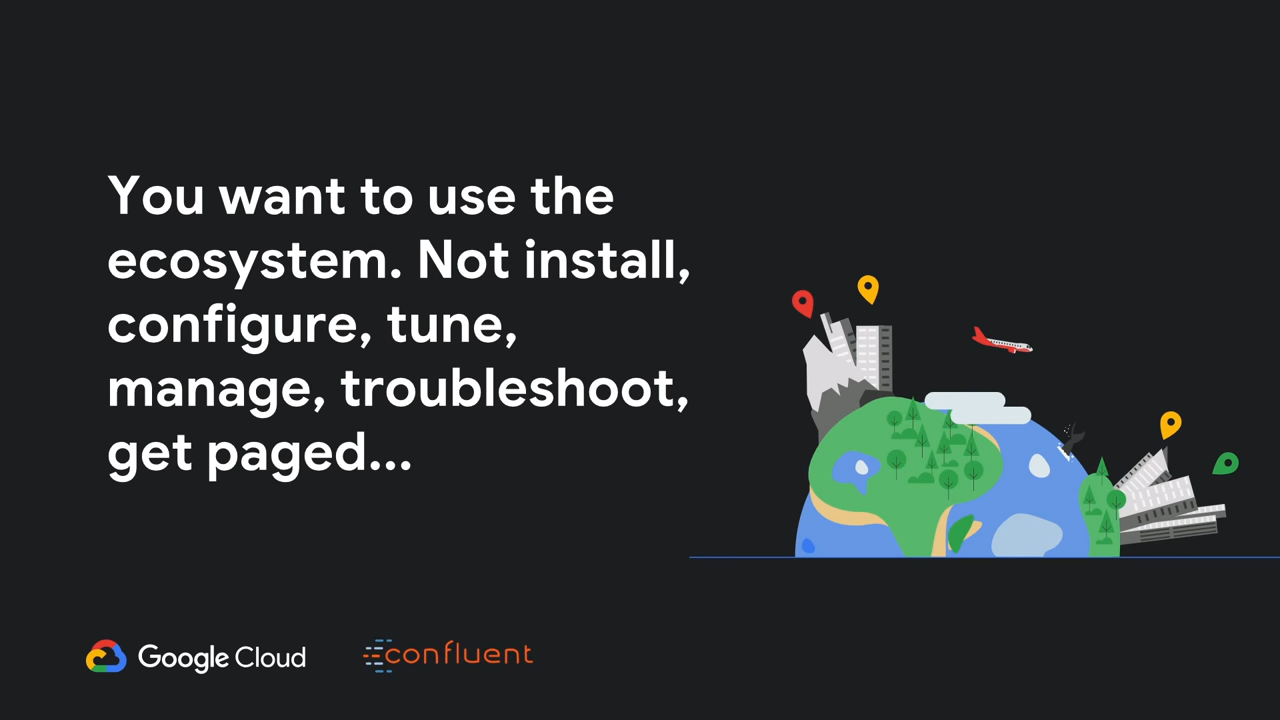 You want to use the
ecosystem. Not install,
configure, tune,
manage, troubleshoot,
get paged...
Google Cloud
confluent